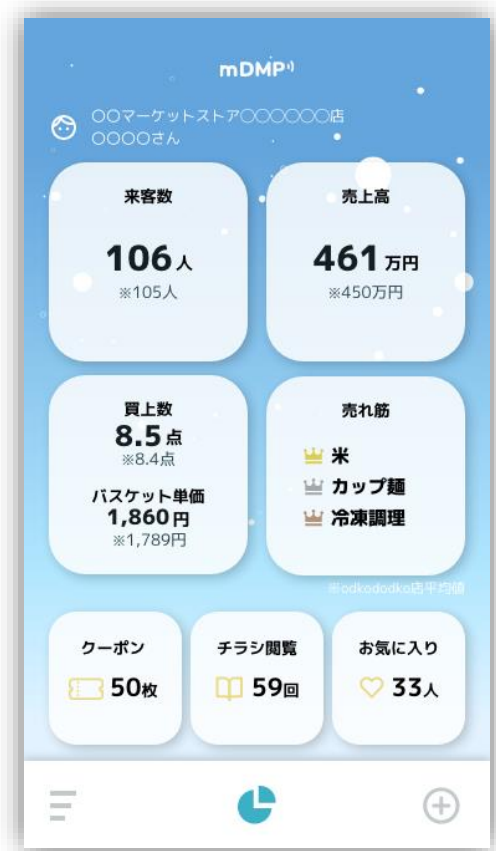 mDMP
〇〇マーケットストア〇〇〇〇〇〇店
〇〇〇〇さん
来客数
106人
※105人
売上高
461万円
※450万円
買上数
8.5点
※8.4点
バスケット単価
1,860円
※1,789円
売れ筋
米
カップ麺
冷凍調理
※odkododko店平均値
クーポン
50枚
チラシ閲覧
59回
お気に入り
33人